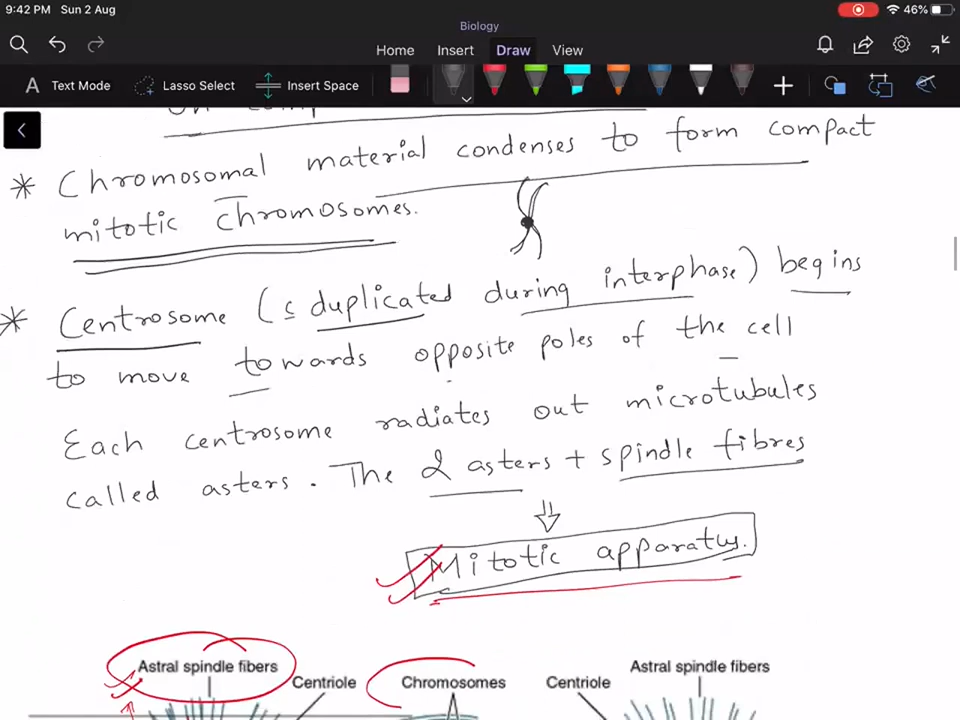 9:42 PM Sun 2 Aug 46%
Biology
Home Insert Draw View
Text Mode Lasso Select Insert Space
* Chromosomal material condenses to form compact
mitotic chromosomes.
* Centrosome (is duplicated during interphase) begins
to move towards opposite poles of the cell
Each centrosome radiates out microtubules
called asters. The 2 asters + spindle fibres
⇓
Mitotic apparatus.
Astral spindle fibers Centriole Chromosomes Centriole Astral spindle fibers